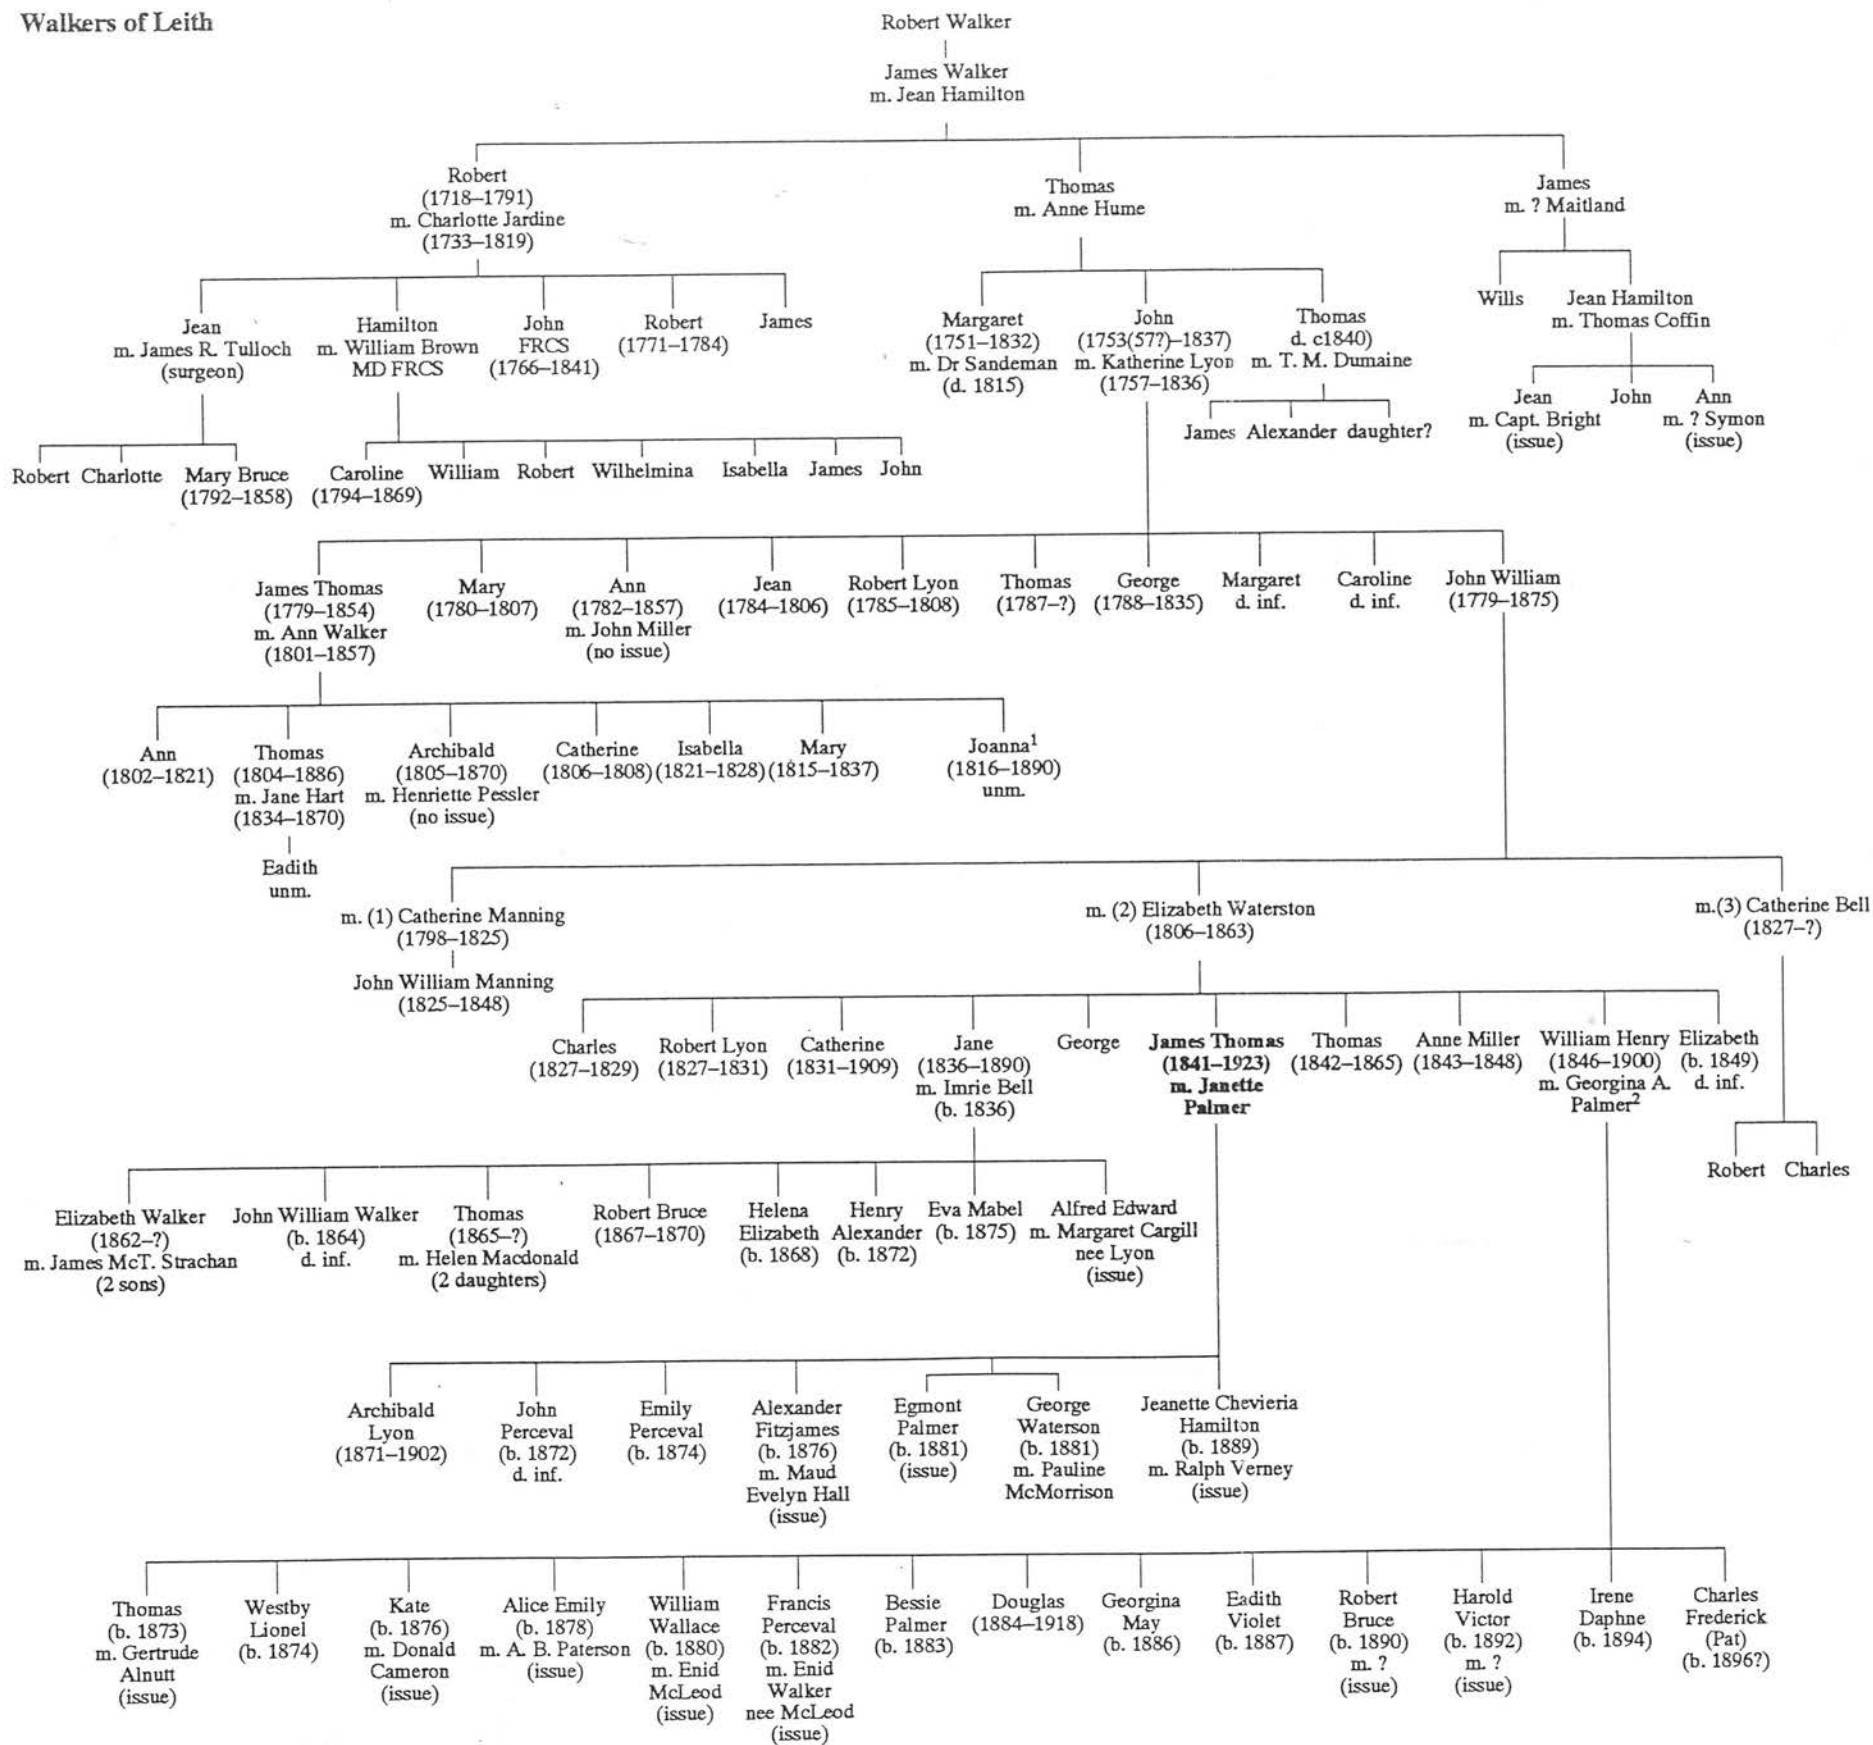 Walkers of Leith
Robert Walker
James Walker
m. Jean Hamilton
Robert
(1718–1791)
m. Charlotte Jardine
(1733–1819)
Thomas
m. Anne Hume
James
m. ? Maitland
Jean
m. James R. Tulloch
(surgeon)
Hamilton
m. William Brown
MD FRCS
John
FRCS
(1766–1841)
Robert
(1771–1784)
James
Margaret
(1751–1832)
m. Dr Sandeman
(d. 1815)
John
(1753(57?)–1837)
m. Katherine Lyon
(1757–1836)
Thomas
d. c1840)
m. T. M. Dumaine
Wills
Jean Hamilton
m. Thomas Coffin
James Alexander daughter?
Jean
m. Capt. Bright
(issue)
John
Ann
m. ? Symon
(issue)
Robert
Charlotte
Mary Bruce
(1792–1858)
Caroline
(1794–1869)
William
Robert
Wilhelmina
Isabella
James
John
James Thomas
(1779–1854)
m. Ann Walker
(1801–1857)
Mary
(1780–1807)
Ann
(1782–1857)
m. John Miller
(no issue)
Jean
(1784–1806)
Robert Lyon
(1785–1808)
Thomas
(1787–?)
George
(1788–1835)
Margaret
d. inf.
Caroline
d. inf.
John William
(1779–1875)
Ann
(1802–1821)
Thomas
(1804–1886)
m. Jane Hart
(1834–1870)
Archibald
(1805–1870)
m. Henriette Pessler
(no issue)
Catherine
(1806–1808)
Isabella
(1821–1828)
Mary
(1815–1837)
Joanna¹
(1816–1890)
unm.
Eadith
unm.
m. (1) Catherine Manning
(1798–1825)
m. (2) Elizabeth Waterston
(1806–1863)
m.(3) Catherine Bell
(1827–?)
John William Manning
(1825–1848)
Charles
(1827–1829)
Robert Lyon
(1827–1831)
Catherine
(1831–1909)
Jane
(1836–1890)
m. Imrie Bell
(b. 1836)
George
James Thomas
(1841–1923)
m. Janette
Palmer
Thomas
(1842–1865)
Anne Miller
(1843–1848)
William Henry
(1846–1900)
m. Georgina A.
Palmer²
Elizabeth
(b. 1849)
d. inf.
Robert
Charles
Elizabeth Walker
(1862–?)
m. James McT. Strachan
(2 sons)
John William Walker
(b. 1864)
d. inf.
Thomas
(1865–?)
m. Helen Macdonald
(2 daughters)
Robert Bruce
(1867–1870)
Helena
Elizabeth
(b. 1868)
Henry
Alexander
(b. 1872)
Eva Mabel
(b. 1875)
Alfred Edward
m. Margaret Cargill
nee Lyon
(issue)
Archibald
Lyon
(1871–1902)
John
Perceval
(b. 1872)
d. inf.
Emily
Perceval
(b. 1874)
Alexander
Fitzjames
(b. 1876)
m. Maud
Evelyn Hall
(issue)
Egmont
Palmer
(b. 1881)
(issue)
George
Waterson
(b. 1881)
m. Pauline
McMorrison
Jeanette Chevieria
Hamilton
(b. 1889)
m. Ralph Verney
(issue)
Thomas
(b. 1873)
m. Gertrude
Alnutt
(issue)
Westby
Lionel
(b. 1874)
Kate
(b. 1876)
m. Donald
Cameron
(issue)
Alice Emily
(b. 1878)
m. A. B. Paterson
(issue)
William
Wallace
(b. 1880)
m. Enid
McLeod
(issue)
Francis
Perceval
(b. 1882)
m. Enid
Walker
nee McLeod
(issue)
Bessie
Palmer
(b. 1883)
Douglas
(1884–1918)
Georgina
May
(b. 1886)
Eadith
Violet
(b. 1887)
Robert
Bruce
(b. 1890)
m. ?
(issue)
Harold
Victor
(b. 1892)
m. ?
(issue)
Irene
Daphne
(b. 1894)
Charles
Frederick
(Pat)
(b. 1896?)